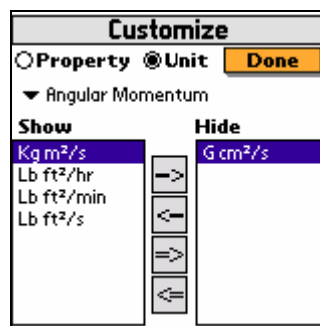 Customize
Property Unit Done
Angular Momentum
Show Hide
Kg m²/s
Lb ft²/hr
Lb ft²/min
Lb ft²/s
->
<-
=>
<=
G cm²/s